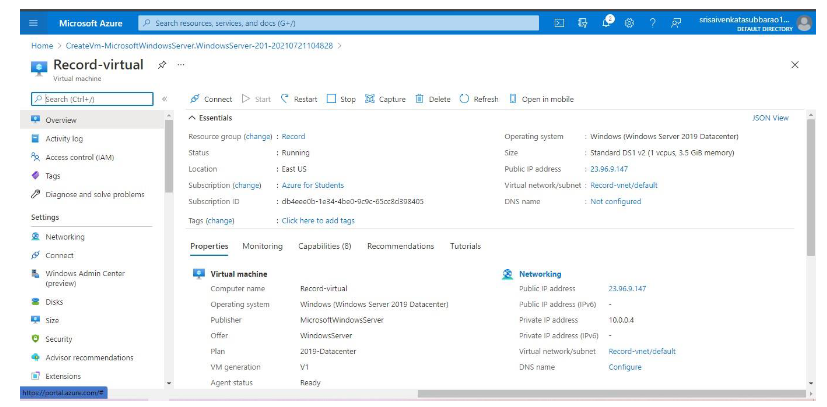 Microsoft Azure
Search resources, services, and docs (G+/)
2
srisaivenkatasubbarao1...
DEFAULT DIRECTORY
Home > CreateVm-MicrosoftWindowsServer.WindowsServer-201-20210721104828 >
Record-virtual
...
Virtual machine
Search (Ctrl+/)
«
Connect
Start
Restart
Stop
Capture
Delete
Refresh
Open in mobile
Overview
Activity log
Access control (IAM)
Tags
Diagnose and solve problems
Settings
Networking
Connect
Windows Admin Center
(preview)
Disks
Size
Security
Advisor recommendations
Extensions
https://portal.azure.com/#
Essentials
JSON View
Resource group (change) : Record
Status : Running
Location : East US
Subscription (change) : Azure for Students
Subscription ID : db4eee0b-1e34-4be0-9c9c-65cc8d398405
Tags (change) : Click here to add tags
Operating system : Windows (Windows Server 2019 Datacenter)
Size : Standard DS1 v2 (1 vcpus, 3.5 GiB memory)
Public IP address : 23.96.9.147
Virtual network/subnet : Record-vnet/default
DNS name : Not configured
Properties Monitoring Capabilities (8) Recommendations Tutorials
Virtual machine
Computer name Record-virtual
Operating system Windows (Windows Server 2019 Datacenter)
Publisher MicrosoftWindowsServer
Offer WindowsServer
Plan 2019-Datacenter
VM generation V1
Agent status Ready
Networking
Public IP address 23.96.9.147
Public IP address (IPv6) -
Private IP address 10.0.0.4
Private IP address (IPv6) -
Virtual network/subnet Record-vnet/default
DNS name Configure